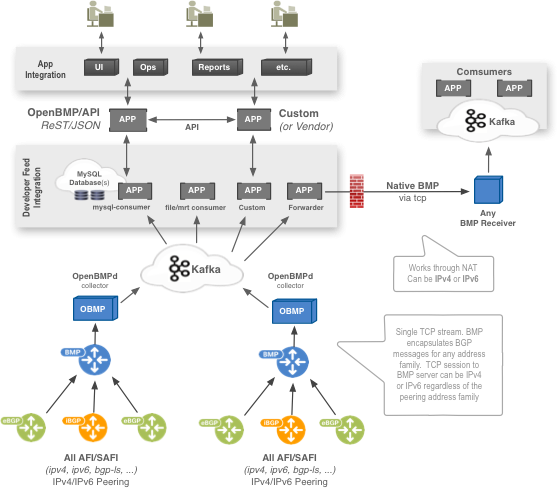 App
Integration
UI
Ops
Reports
etc.
OpenBMP/API
ReST/JSON
APP
API
APP
Custom
(or Vendor)
Developer Feed
Integration
MySQL
Database(s)
APP
mysql-consumer
APP
file/mrt consumer
APP
Custom
APP
Forwarder
Native BMP
via tcp
Comsumers
APP
APP
Kafka
Any
BMP Receiver
Works through NAT
Can be IPv4 or IPv6
Kafka
OpenBMPd
collector
OBMP
BMP
eBGP
iBGP
eBGP
All AFI/SAFI
(ipv4, ipv6, bgp-ls, ...)
IPv4/IPv6 Peering
OpenBMPd
collector
OBMP
BMP
eBGP
iBGP
eBGP
All AFI/SAFI
(ipv4, ipv6, bgp-ls, ...)
IPv4/IPv6 Peering
Single TCP stream. BMP
encapsulates BGP
messages for any address
family. TCP session to
BMP server can be IPv4
or IPv6 regardless of the
peering address family